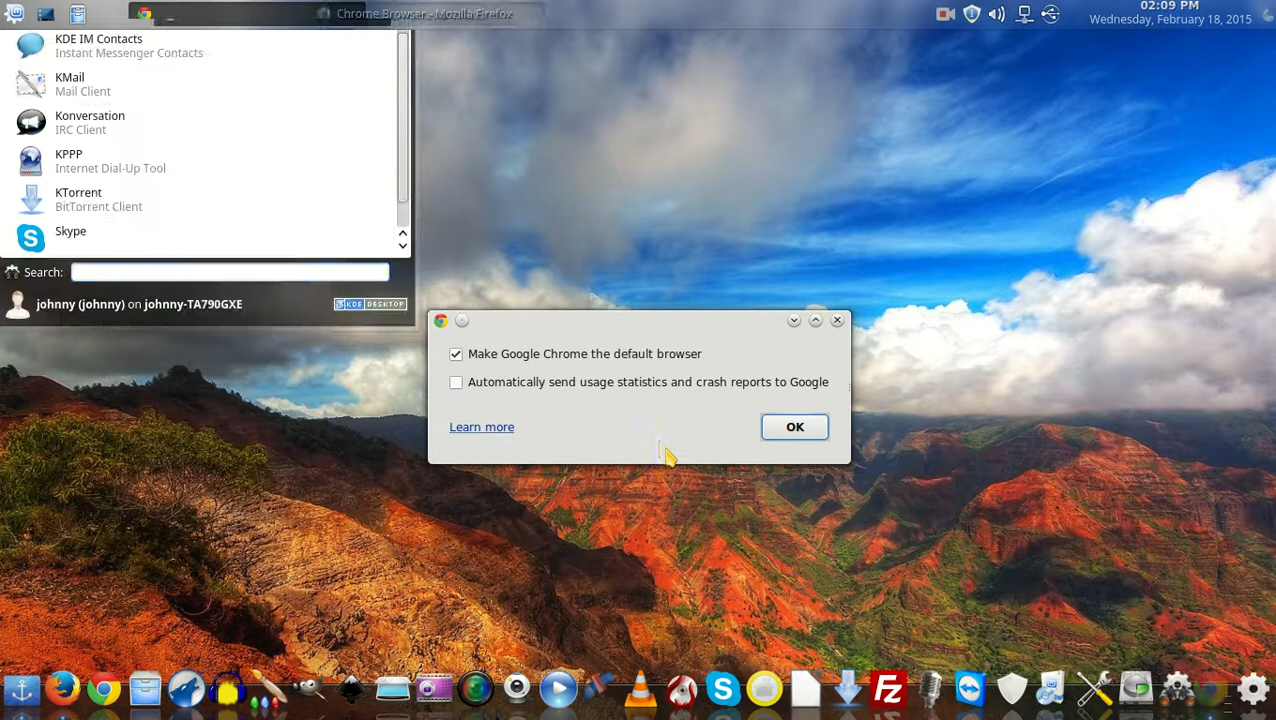 Chrome Browser - Mozilla Firefox
02:09 PM
Wednesday, February 18, 2015
KDE IM Contacts
Instant Messenger Contacts
KMail
Mail Client
Konversation
IRC Client
KPPP
Internet Dial-Up Tool
KTorrent
BitTorrent Client
Skype
Search:
johnny (johnny) on johnny-TA790GXE
KDE DESKTOP
Make Google Chrome the default browser
Automatically send usage statistics and crash reports to Google
Learn more
OK